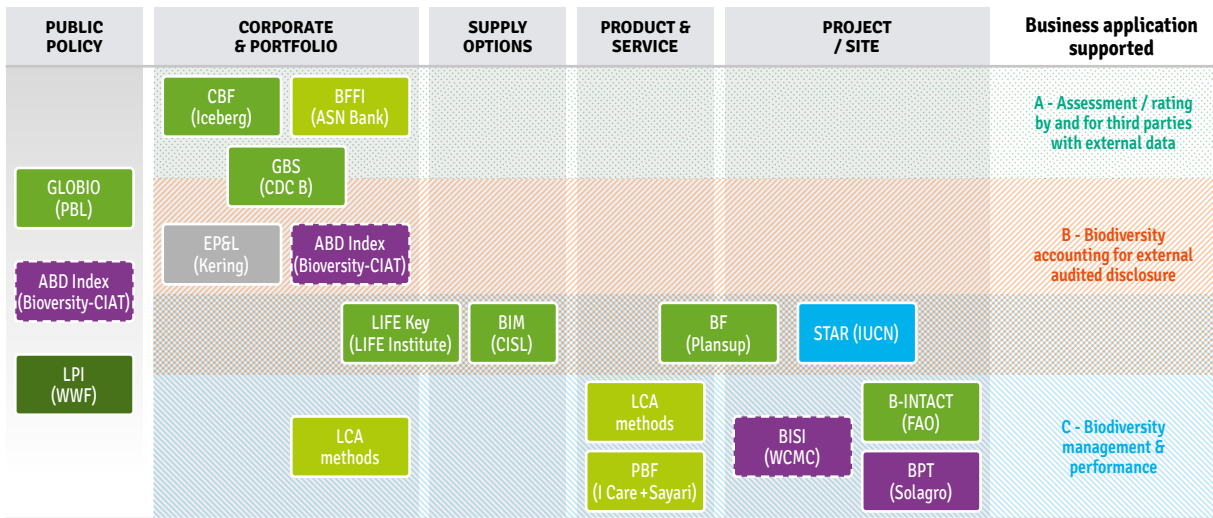 PUBLIC
POLICY
CORPORATE
& PORTFOLIO
SUPPLY
OPTIONS
PRODUCT &
SERVICE
PROJECT
/ SITE
Business application
supported
CBF
(Iceberg)
BFFI
(ASN Bank)
A - Assessment / rating
by and for third parties
with external data
GBS
(CDC B)
GLOBIO
(PBL)
EP&L
(Kering)
ABD Index
(Bioversity-CIAT)
B - Biodiversity
accounting for external
audited disclosure
ABD Index
(Bioversity-CIAT)
LIFE Key
(LIFE Institute)
BIM
(CISL)
BF
(Plansup)
STAR (IUCN)
LPI
(WWF)
LCA
methods
LCA
methods
PBF
(I Care+Sayari)
BISI
(WCMC)
B-INTACT
(FAO)
BPT
(Solagro)
C - Biodiversity
management &
performance